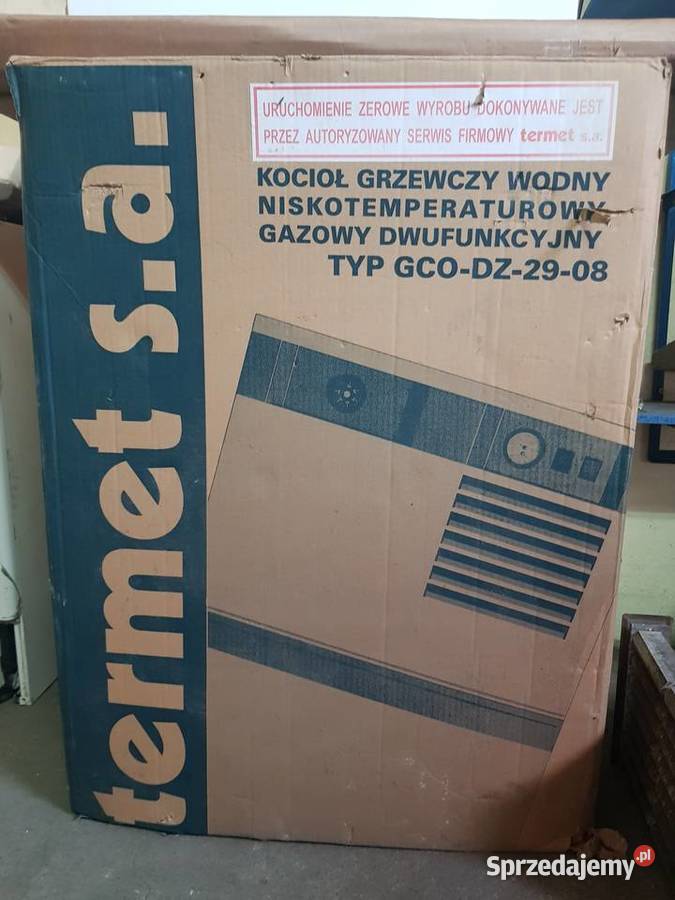 URUCHOMIENIE ZEROWE WYROBU DOKONYWANE JEST
PRZEZ AUTORYZOWANY SERWIS FIRMOWY termet s.a.
KOCIOŁ GRZEWCZY WODNY
NISKOTEMPERATUROWY
GAZOWY DWUFUNKCYJNY
TYP GCO-DZ-29-08
termet s.a.
Sprzedajemy.pl